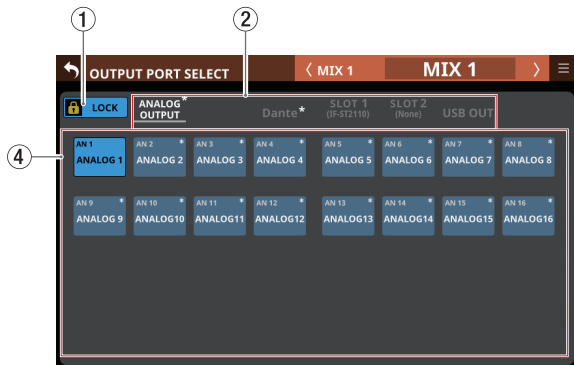 1 2
OUTPUT PORT SELECT < MIX 1 MIX 1 >
LOCK ANALOG* OUTPUT Dante* SLOT 1 (IF-ST2110) SLOT 2 (None) USB OUT
4
AN 1 AN 2 * AN 3 * AN 4 * AN 5 * AN 6 * AN 7 * AN 8 *
ANALOG 1 ANALOG 2 ANALOG 3 ANALOG 4 ANALOG 5 ANALOG 6 ANALOG 7 ANALOG 8
AN 9 * AN 10 * AN 11 * AN 12 * AN 13 * AN 14 * AN 15 * AN 16 *
ANALOG 9 ANALOG10 ANALOG11 ANALOG12 ANALOG13 ANALOG14 ANALOG15 ANALOG16